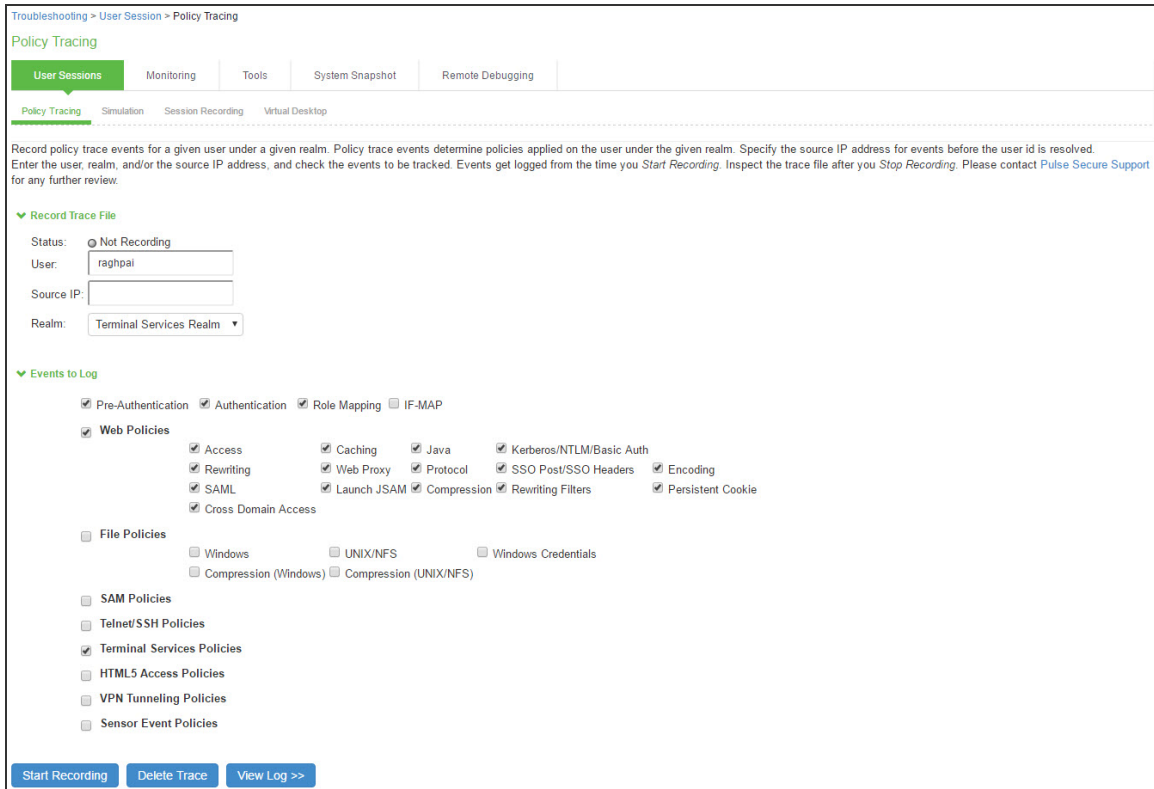 Troubleshooting > User Session > Policy Tracing
Policy Tracing
User Sessions Monitoring Tools System Snapshot Remote Debugging
Policy Tracing Simulation Session Recording Virtual Desktop
Record policy trace events for a given user under a given realm. Policy trace events determine policies applied on the user under the given realm. Specify the source IP address for events before the user id is resolved.
Enter the user, realm, and/or the source IP address, and check the events to be tracked. Events get logged from the time you Start Recording. Inspect the trace file after you Stop Recording. Please contact Pulse Secure Support
for any further review.
Record Trace File
Status: Not Recording
User: raghpai
Source IP:
Realm: Terminal Services Realm
Events to Log
Pre-Authentication Authentication Role Mapping IF-MAP
Web Policies
Access Caching Java Kerberos/NTLM/Basic Auth
Rewriting Web Proxy Protocol SSO Post/SSO Headers Encoding
SAML Launch JSAM Compression Rewriting Filters Persistent Cookie
Cross Domain Access
File Policies
Windows UNIX/NFS Windows Credentials
Compression (Windows) Compression (UNIX/NFS)
SAM Policies
Telnet/SSH Policies
Terminal Services Policies
HTML5 Access Policies
VPN Tunneling Policies
Sensor Event Policies
Start Recording Delete Trace View Log >>